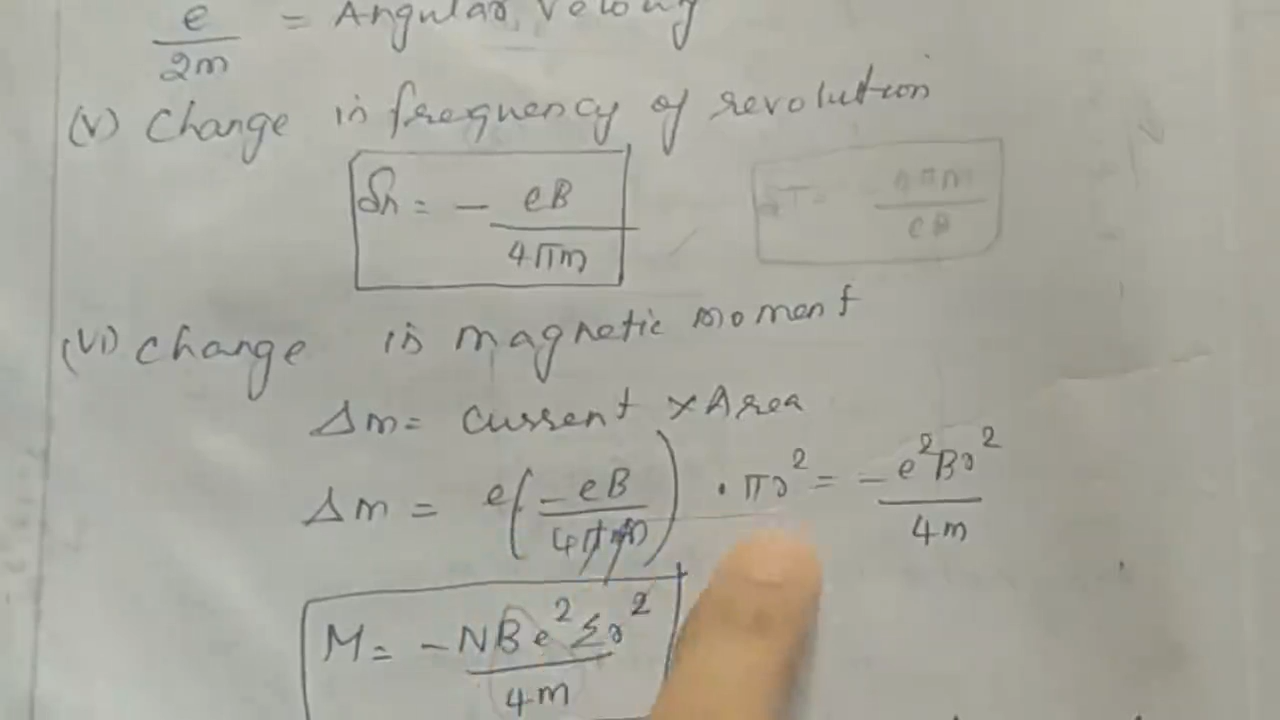 e/2m = Angular Velocity
(v) Change in frequency of revolution
δn = - eB/4πm
(vi) change in magnetic moment
Δm = current × Area
Δm = e(-eB/4πm) . πr² = -e²Br²/4m
M = -NBe²Σr²/4m